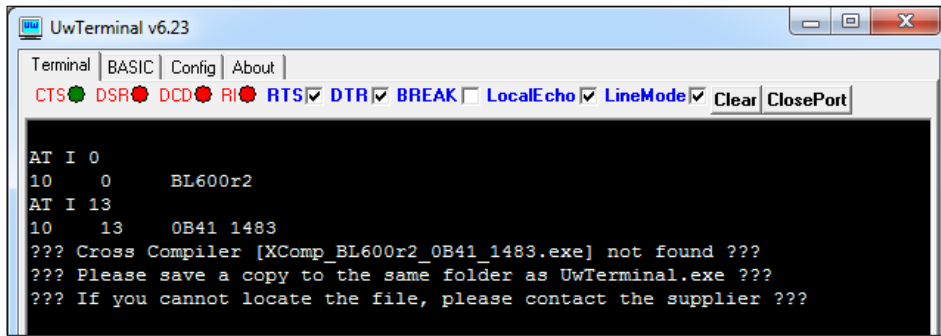 UwTerminal v6.23
Terminal BASIC Config About
CTS DSR DCD RI RTS DTR BREAK LocalEcho LineMode Clear ClosePort
AT I 0
10 0 BL600r2
AT I 13
10 13 0B41 1483
??? Cross Compiler [XComp_BL600r2_0B41_1483.exe] not found ???
??? Please save a copy to the same folder as UwTerminal.exe ???
??? If you cannot locate the file, please contact the supplier ???